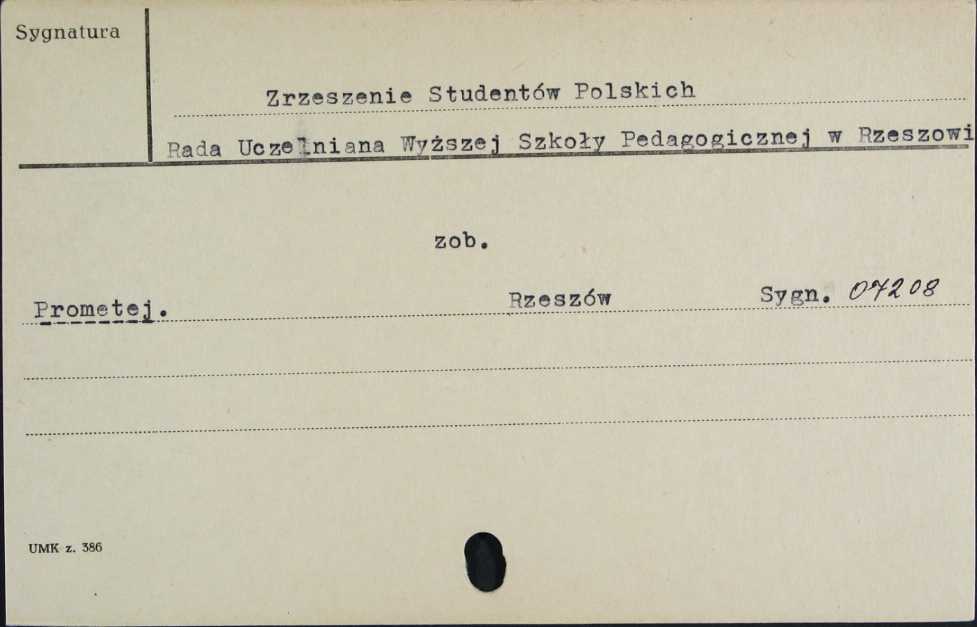 Sygnatura
Zrzeszenie Studentów Polskich
Rada Uczelniana Wyższej Szkoły Pedagogicznej w Rzeszowi
zob.
Prometej. Rzeszów Sygn. 07208
UMK z. 386